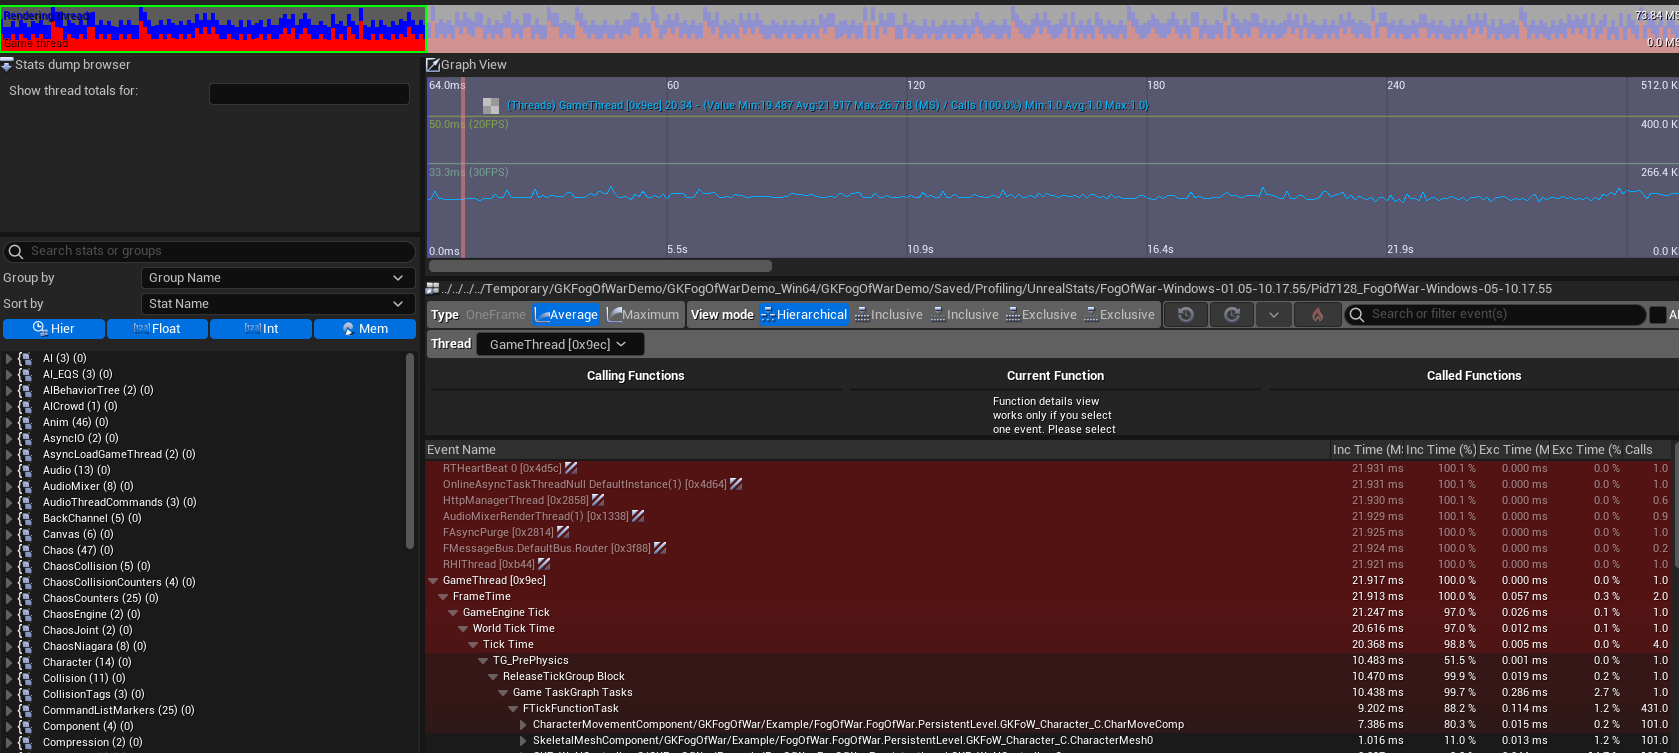 Rendering thread
Game thread
73.84 MS
0.0 MS
Stats dump browser
Show thread totals for:
Graph View
64.0ms
60
120
180
240
512.0 K
(Threads) GameThread [0x9ec] 20.34 - (Value Min:19.487 Avg:21.917 Max:26.718 (MS) / Calls (100.0%) Min:1.0 Avg:1.0 Max:1.0)
50.0ms (20FPS)
400.0 K
33.3ms (30FPS)
266.4 K
0.0ms
5.5s
10.9s
16.4s
21.9s
0.0 K
Search stats or groups
Group by
Group Name
Sort by
Stat Name
Hier
Float
Int
Mem
AI (3) (0)
AI_EQS (3) (0)
AIBehaviorTree (2) (0)
AICrowd (1) (0)
Anim (46) (0)
AsyncIO (2) (0)
AsyncLoadGameThread (2) (0)
Audio (13) (0)
AudioMixer (8) (0)
AudioThreadCommands (3) (0)
BackChannel (5) (0)
Canvas (6) (0)
Chaos (47) (0)
ChaosCollision (5) (0)
ChaosCollisionCounters (4) (0)
ChaosCounters (25) (0)
ChaosEngine (2) (0)
ChaosJoint (2) (0)
ChaosNiagara (8) (0)
Character (14) (0)
Collision (11) (0)
CollisionTags (3) (0)
CommandListMarkers (25) (0)
Component (4) (0)
Compression (2) (0)
../../../../Temporary/GKFogOfWarDemo/GKFogOfWarDemo_Win64/GKFogOfWarDemo/Saved/Profiling/UnrealStats/FogOfWar-Windows-01.05-10.17.55/Pid7128_FogOfWar-Windows-05-10.17.55
Type OneFrame Average Maximum View mode Hierarchical Inclusive Inclusive Exclusive Exclusive Search or filter event(s)
Thread GameThread [0x9ec]
Calling Functions
Current Function
Called Functions
Function details view
works only if you select
one event. Please select
Event Name Inc Time (M Inc Time (%) Exc Time (M Exc Time (% Calls
RTHeartBeat 0 [0x4d5c] 21.931 ms 100.1 % 0.000 ms 0.0 % 1.0
OnlineAsyncTaskThreadNull DefaultInstance(1) [0x4d64] 21.931 ms 100.1 % 0.000 ms 0.0 % 1.0
HttpManagerThread [0x2858] 21.930 ms 100.1 % 0.000 ms 0.0 % 0.6
AudioMixerRenderThread(1) [0x1338] 21.929 ms 100.1 % 0.000 ms 0.0 % 0.9
FAsyncPurge [0x2814] 21.925 ms 100.0 % 0.000 ms 0.0 % 1.0
FMessageBus.DefaultBus.Router [0x3f88] 21.924 ms 100.0 % 0.000 ms 0.0 % 0.2
RHIThread [0xb44] 21.921 ms 100.0 % 0.000 ms 0.0 % 1.0
GameThread [0x9ec] 21.917 ms 100.0 % 0.000 ms 0.0 % 1.0
FrameTime 21.913 ms 100.0 % 0.057 ms 0.3 % 2.0
GameEngine Tick 21.247 ms 97.0 % 0.026 ms 0.1 % 1.0
World Tick Time 20.616 ms 97.0 % 0.012 ms 0.1 % 1.0
Tick Time 20.368 ms 98.8 % 0.005 ms 0.0 % 4.0
TG_PrePhysics 10.483 ms 51.5 % 0.001 ms 0.0 % 1.0
ReleaseTickGroup Block 10.470 ms 99.9 % 0.019 ms 0.2 % 1.0
Game TaskGraph Tasks 10.438 ms 99.7 % 0.286 ms 2.7 % 1.0
FTickFunctionTask 9.202 ms 88.2 % 0.114 ms 1.2 % 431.0
CharacterMovementComponent/GKFogOfWar/Example/FogOfWar.FogOfWar.PersistentLevel.GKFoW_Character_C.CharMoveComp 7.386 ms 80.3 % 0.015 ms 0.2 % 101.0
SkeletalMeshComponent/GKFogOfWar/Example/FogOfWar.FogOfWar.PersistentLevel.GKFoW_Character_C.CharacterMesh0 1.016 ms 11.0 % 0.013 ms 1.2 % 101.0